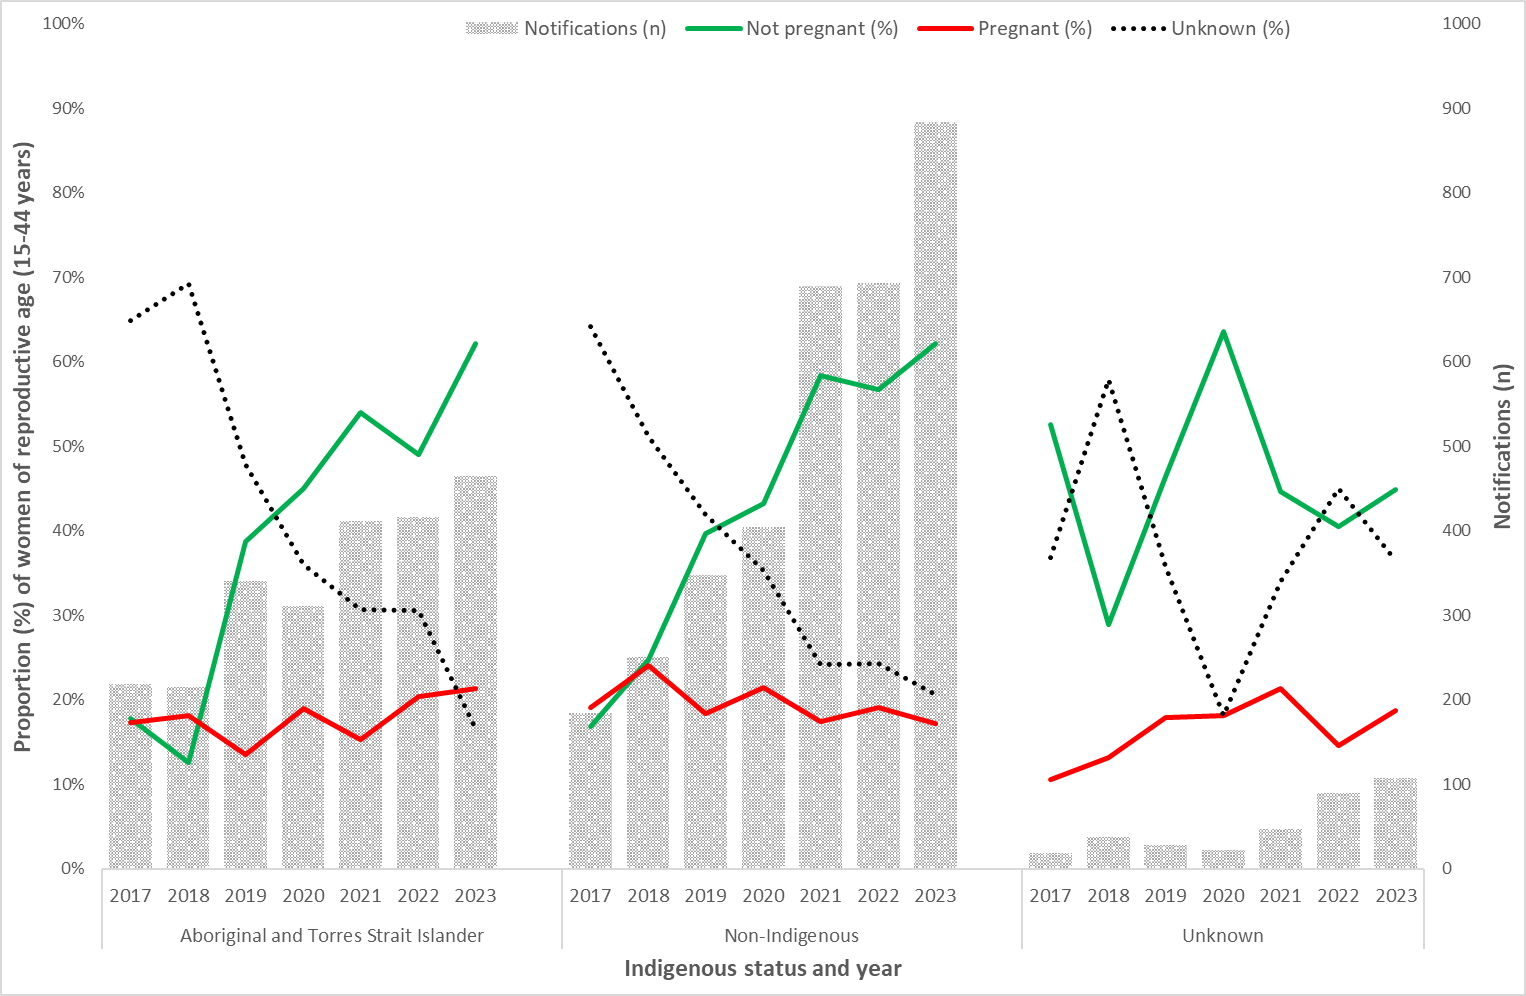 100%
Notifications (n)
Not pregnant (%)
Pregnant (%)
Unknown (%)
1000
90%
900
80%
800
70%
700
60%
600
50%
500
40%
400
30%
300
20%
200
10%
100
0%
0
Proportion (%) of women of reproductive age (15-44 years)
Notifications (n)
2017 2018 2019 2020 2021 2022 2023 2017 2018 2019 2020 2021 2022 2023 2017 2018 2019 2020 2021 2022 2023
Aboriginal and Torres Strait Islander
Non-Indigenous
Unknown
Indigenous status and year